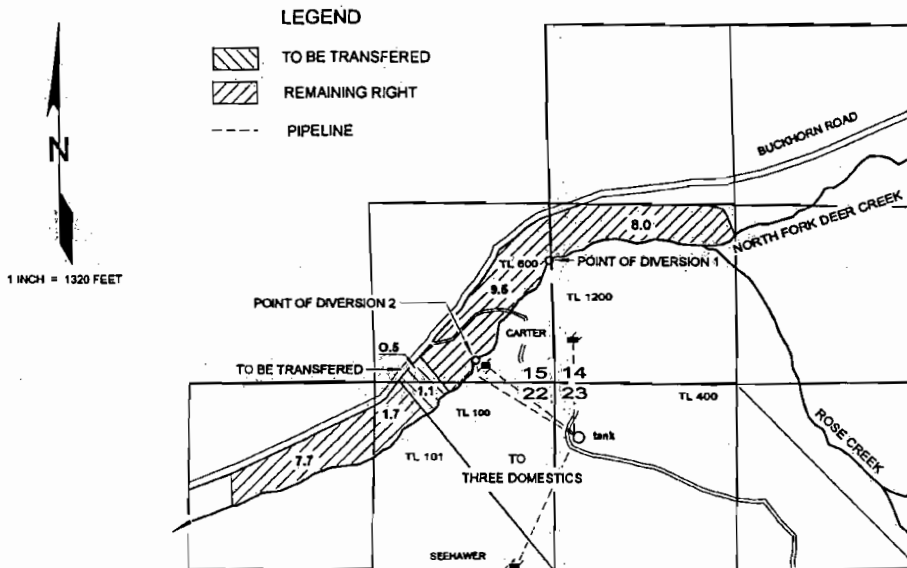 LEGEND
TO BE TRANSFERED
REMAINING RIGHT
PIPELINE
N
1 INCH = 1320 FEET
BUCKHORN ROAD
NORTH FORK DEER CREEK
8.0
TL 600
POINT OF DIVERSION 1
9.6
TL 1200
POINT OF DIVERSION 2
CARTER
0.5
TO BE TRANSFERED
15 14
22 23
1.1
1.7
TL 100
TL 400
tank
ROSE CREEK
7.7
TL 101
TO
THREE DOMESTICS
SEEHAWER